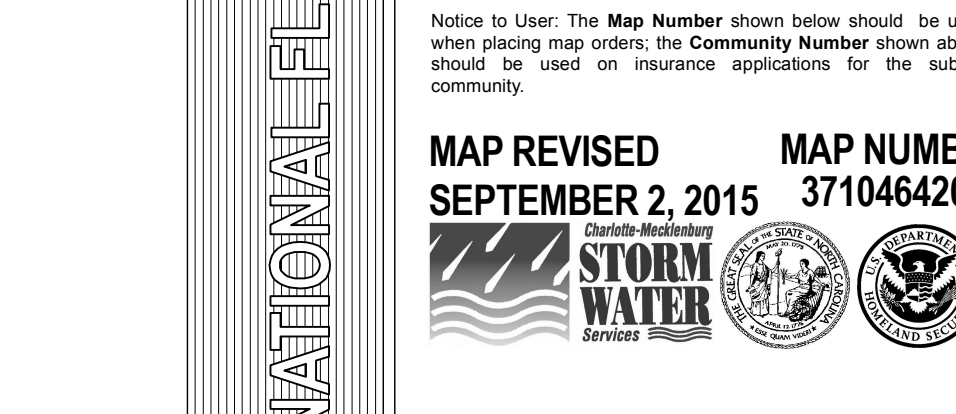 NATIONAL FL
Notice to User: The Map Number shown below should be u
when placing map orders; the Community Number shown ab
should be used on insurance applications for the sub
community.
MAP REVISED
SEPTEMBER 2, 2015
MAP NUMB
371046420
Charlotte-Mecklenburg
STORM
WATER
Services
THE GREAT SEAL OF THE STATE OF NORTH CAROLINA
MAY 20, 1775
APRIL 12, 1776
ESSE QUAM VIDERI
U.S. DEPARTME
HOMELAND SECU